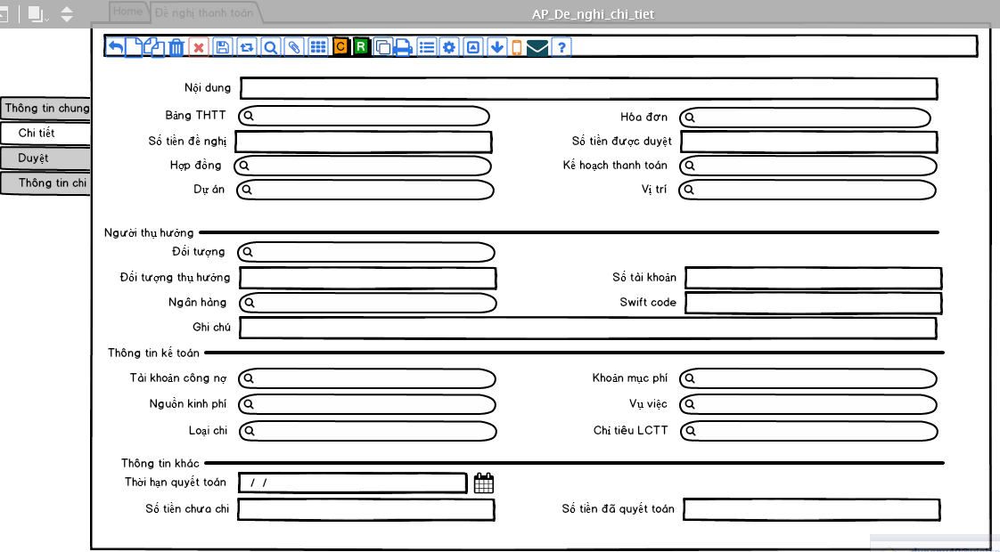 Home Đề nghị thanh toán AP_De_nghi_chi_tiet
C R ?
Nội dung
Thông tin chung
Bảng THTT Hóa đơn
Chi tiết
Số tiền đề nghị Số tiền được duyệt
Duyệt
Hợp đồng Kế hoạch thanh toán
Thông tin chi
Dự án Vị trí
Người thụ hưởng
Đối tượng
Đối tượng thụ hưởng Số tài khoản
Ngân hàng Swift code
Ghi chú
Thông tin kế toán
Tài khoản công nợ Khoản mục phí
Nguồn kinh phí Vụ việc
Loại chi Chỉ tiêu LCTT
Thông tin khác
Thời hạn quyết toán / /
Số tiền chưa chi Số tiền đã quyết toán